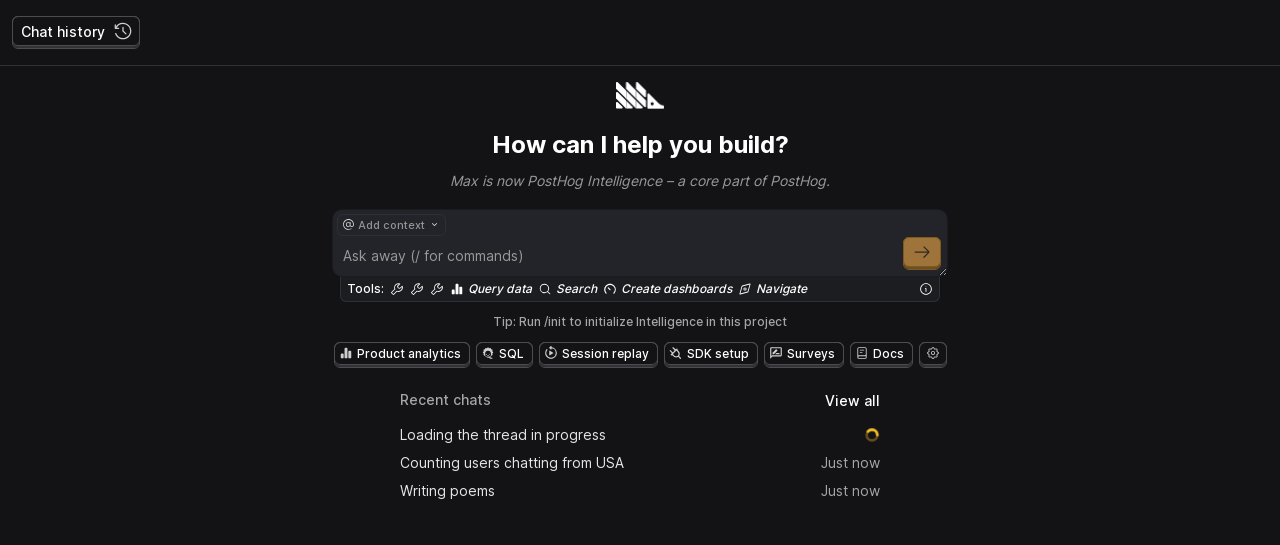 Chat history
How can I help you build?
Max is now PostHog Intelligence – a core part of PostHog.
@ Add context
Ask away (/ for commands)
Tools: Query data Search Create dashboards Navigate
Tip: Run /init to initialize Intelligence in this project
Product analytics SQL Session replay SDK setup Surveys Docs
Recent chats View all
Loading the thread in progress
Counting users chatting from USA Just now
Writing poems Just now